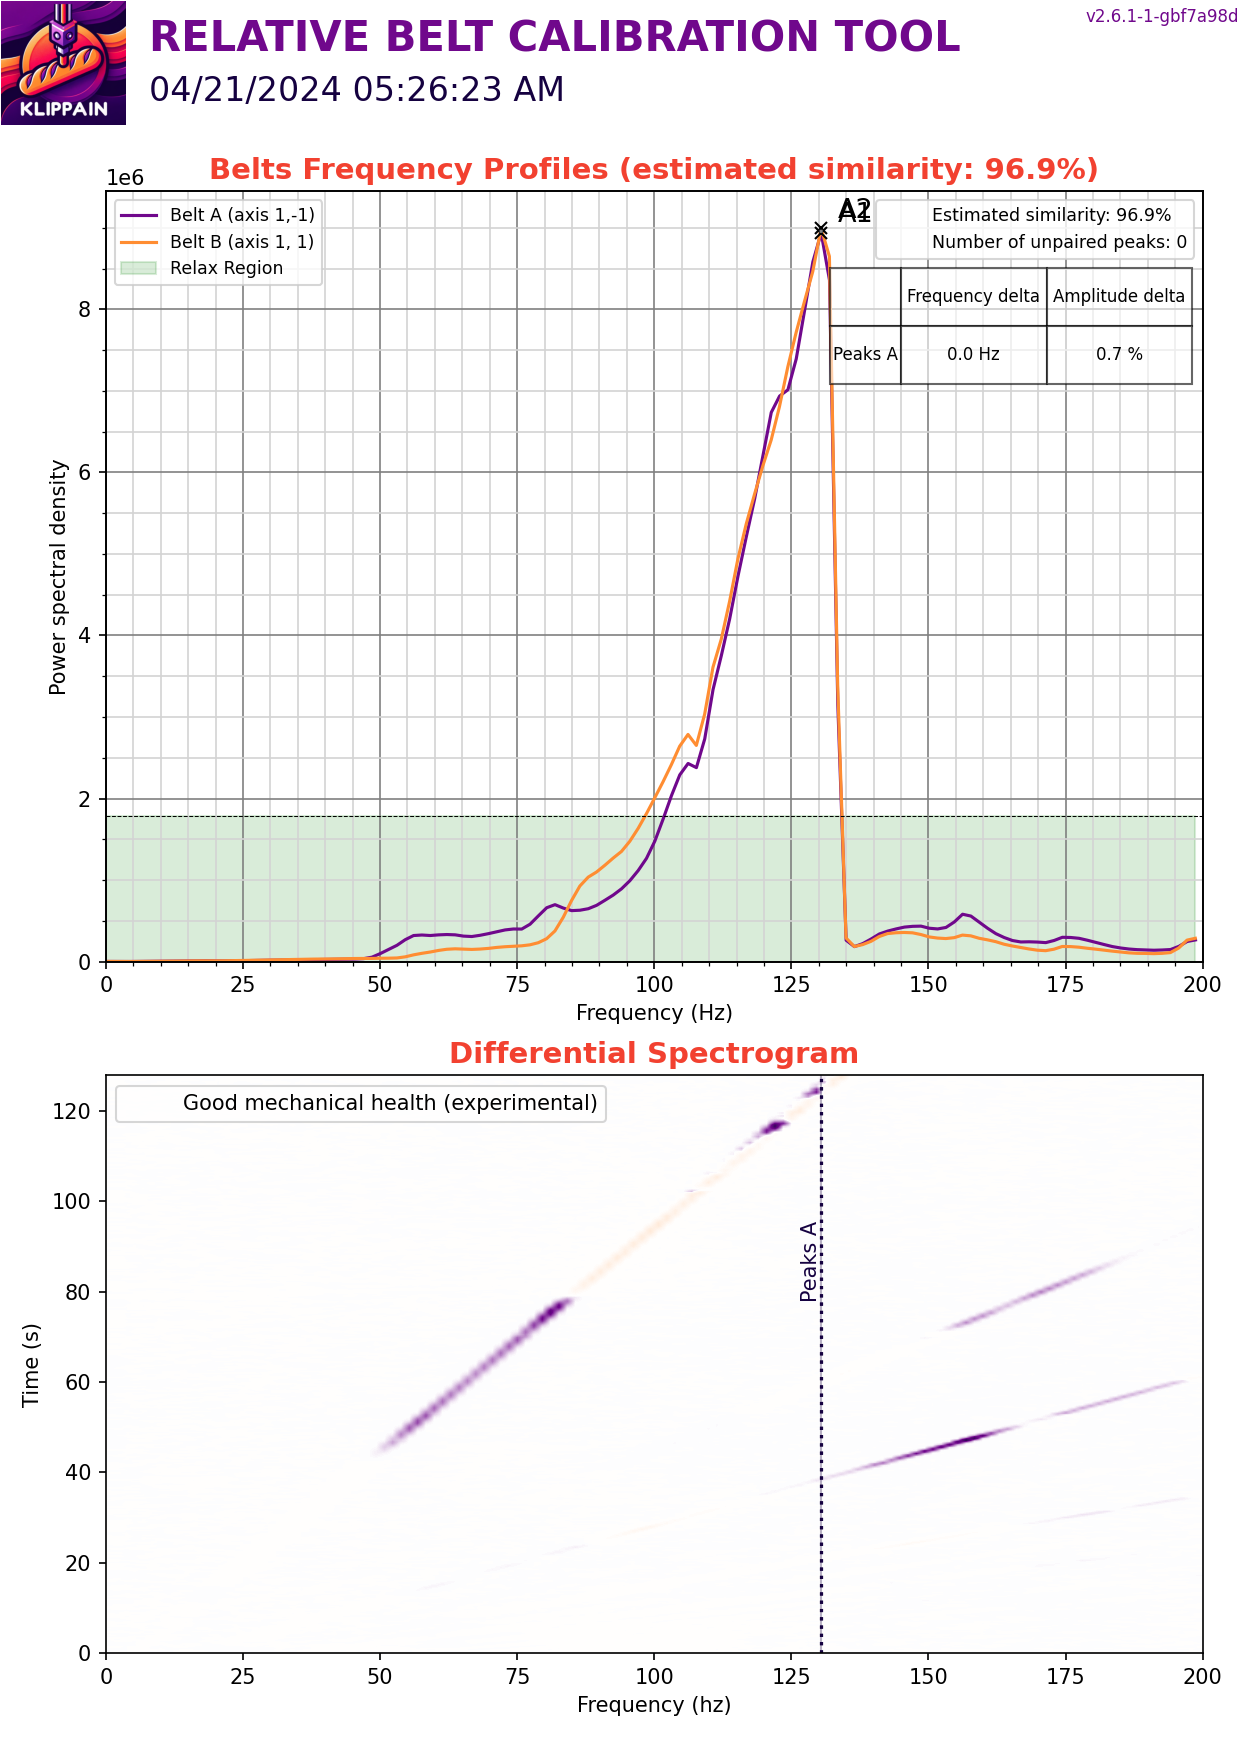 KLIPPAIN
RELATIVE BELT CALIBRATION TOOL
04/21/2024 05:26:23 AM
v2.6.1-1-gbf7a98d
Belts Frequency Profiles (estimated similarity: 96.9%)
1e6
Belt A (axis 1,-1)
Belt B (axis 1, 1)
Relax Region
A2
A1
Estimated similarity: 96.9%
Number of unpaired peaks: 0
Frequency delta Amplitude delta
Peaks A 0.0 Hz 0.7 %
Power spectral density
8
6
4
2
0
0 25 50 75 100 125 150 175 200
Frequency (Hz)
Differential Spectrogram
Good mechanical health (experimental)
Peaks A
Time (s)
120
100
80
60
40
20
0
0 25 50 75 100 125 150 175 200
Frequency (hz)